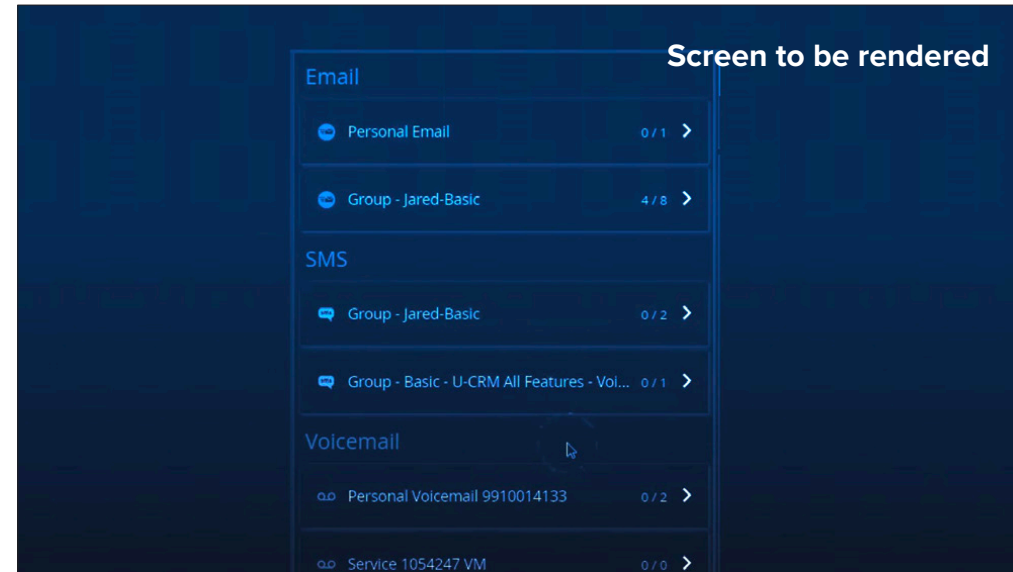 Screen to be rendered
Email
Personal Email 0 / 1
Group - Jared-Basic 4 / 8
SMS
Group - Jared-Basic 0 / 2
Group - Basic - U-CRM All Features - Voi... 0 / 1
Voicemail
Personal Voicemail 9910014133 0 / 2
Service 1054247 VM 0 / 0